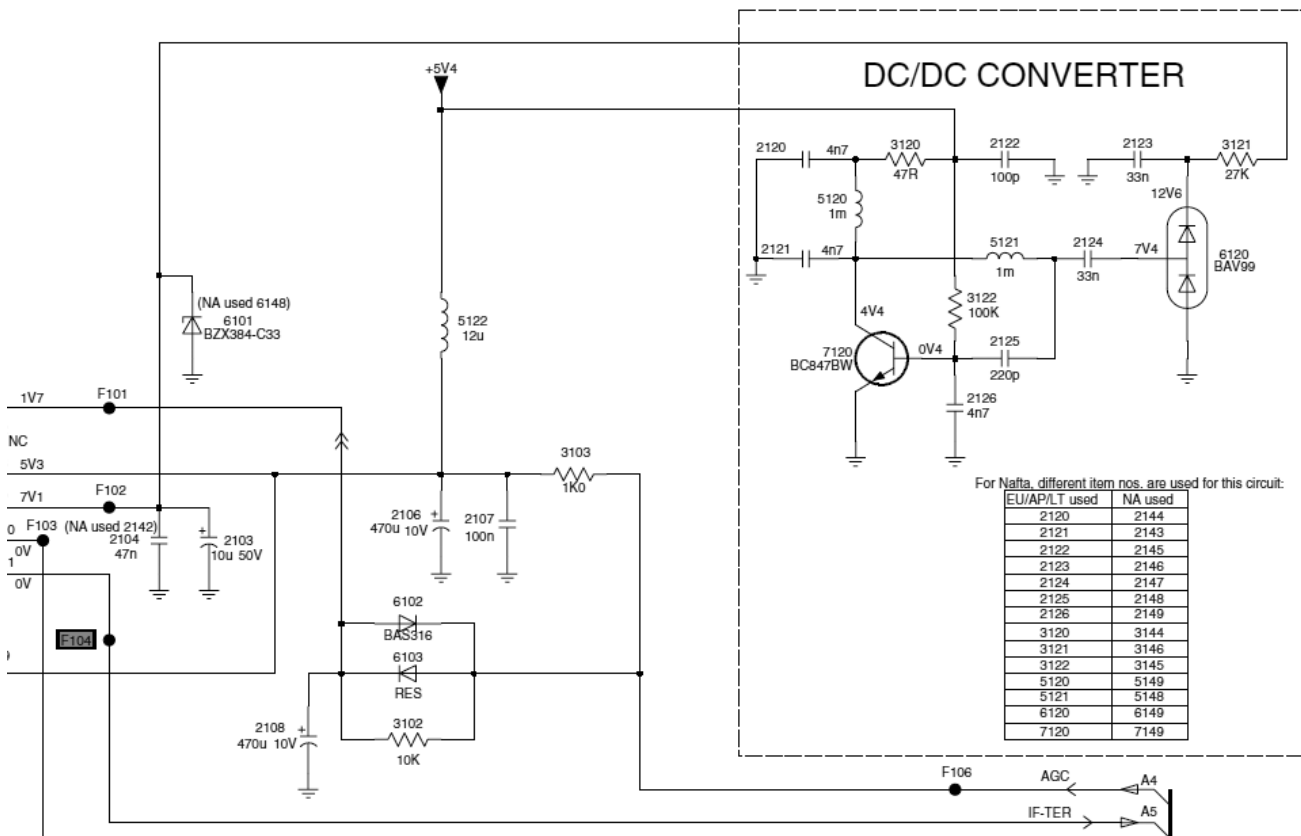 DC/DC CONVERTER
+5V4
2120
4n7
3120
47R
2122
100p
2123
33n
3121
27K
12V6
5120
1m
2121
4n7
5121
1m
2124
33n
7V4
6120
BAV99
(NA used 6148)
6101
BZX384-C33
5122
12u
3122
100K
4V4
7120
BC847BW
0V4
2125
220p
2126
4n7
1V7
F101
NC
5V3
3103
1K0
7V1
F102
0
F103
(NA used 2142)
0V
2104
47n
2103
10u 50V
2106
470u 10V
2107
100n
1
0V
F104
6102
BAS316
6103
RES
2108
470u 10V
3102
10K
For Nafta, different item nos. are used for this circuit:
EU/AP/LT used NA used
2120 2144
2121 2143
2122 2145
2123 2146
2124 2147
2125 2148
2126 2149
3120 3144
3121 3146
3122 3145
5120 5149
5121 5148
6120 6149
7120 7149
F106
AGC
A4
IF-TER
A5